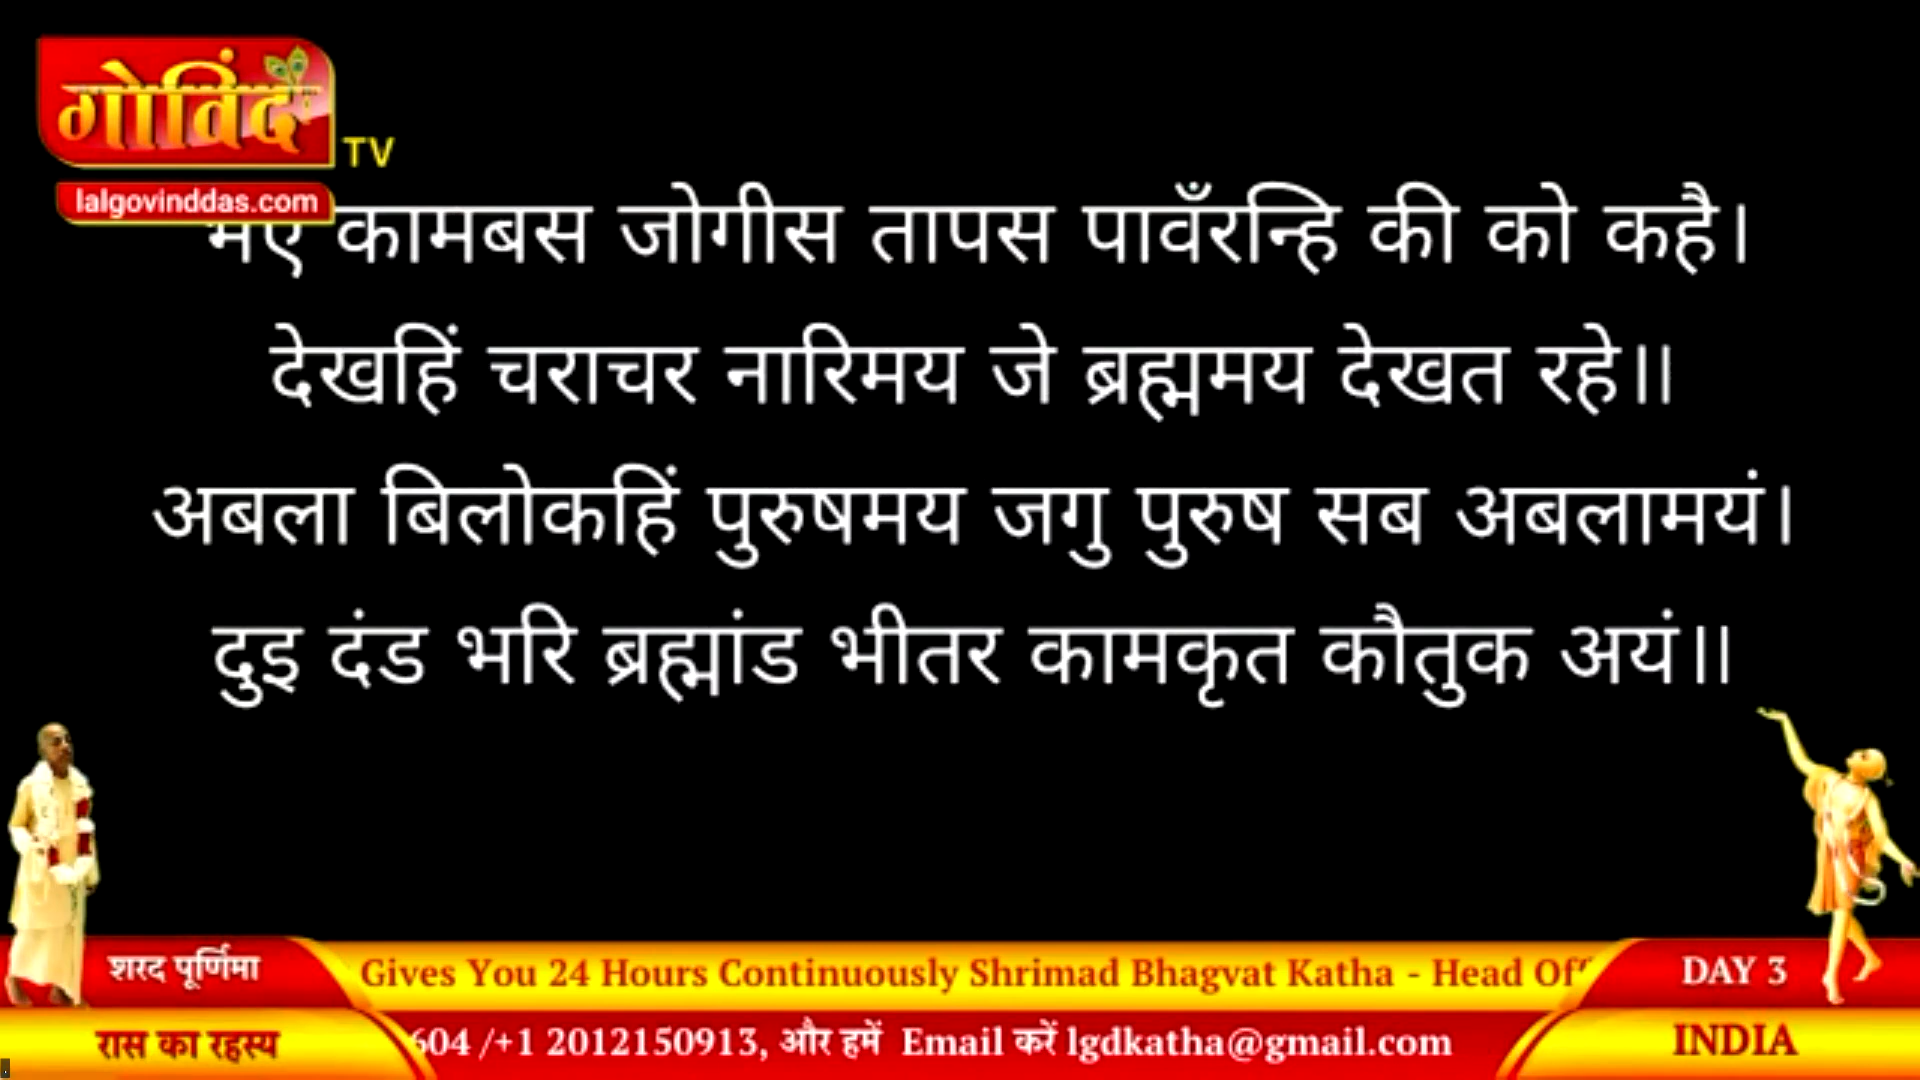 गोविंद
TV
lalgovinddas.com
भए कामबस जोगीस तापस पावँरन्हि की को कहै।
देखहिं चराचर नारिमय जे ब्रह्ममय देखत रहे॥
अबला बिलोकहिं पुरुषमय जगु पुरुष सब अबलामयं।
दुइ दंड भरि ब्रह्मांड भीतर कामकृत कौतुक अयं॥
शरद पूर्णिमा
Gives You 24 Hours Continuously Shrimad Bhagvat Katha - Head Of
DAY 3
रास का रहस्य
604 /+1 2012150913, और हमें Email करें lgdkatha@gmail.com
INDIA